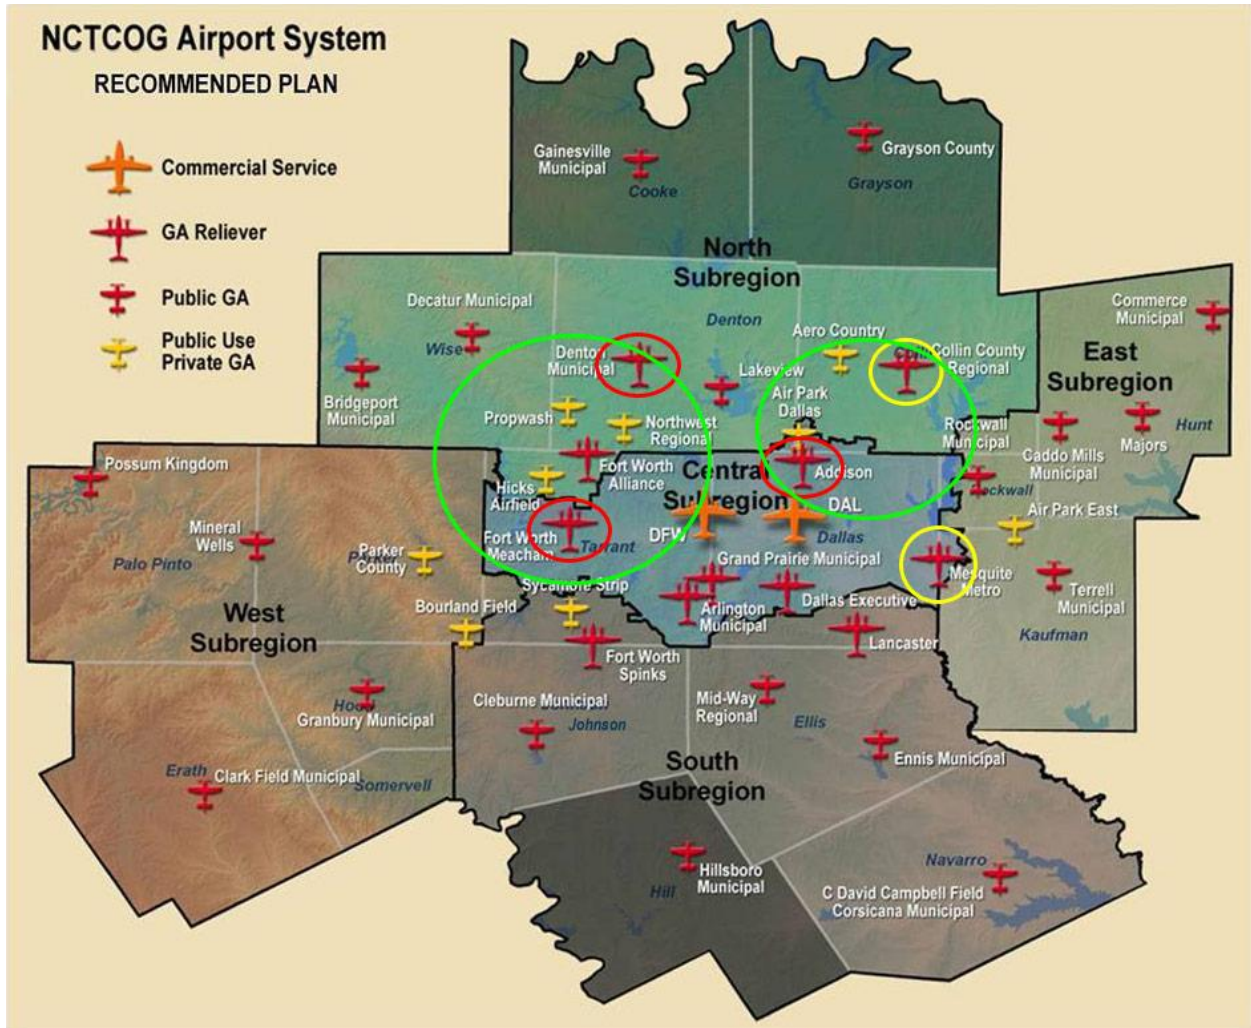 NCTCOG Airport System
RECOMMENDED PLAN
Commercial Service
GA Reliever
Public GA
Public Use
Private GA
Gainesville
Municipal
Cooke
Grayson County
Grayson
North
Subregion
Decatur Municipal
Wise
Denton
Denton
Municipal
Bridgeport
Municipal
Propwash
Northwest
Regional
Lakeview
Aero Country
Air Park
Dallas
Collin County
Regional
Commerce
Municipal
East
Subregion
Rockwall
Municipal
Rockwall
Caddo Mills
Municipal
Majors
Hunt
Possum Kingdom
Mineral
Wells
Palo Pinto
Parker
County
West
Subregion
Hicks
Airfield
Fort Worth
Alliance
Central
Subregion
Addison
DAL
DFW
Dallas
Fort Worth
Meacham
Tarrant
Grand Prairie Municipal
Mesquite
Metro
Air Park East
Terrell
Municipal
Kaufman
Sycamore Strip
Bourland Field
Arlington
Municipal
Dallas Executive
Lancaster
Fort Worth
Spinks
Hood
Granbury Municipal
Cleburne Municipal
Johnson
Mid-Way
Regional
Ellis
Ennis Municipal
Erath
Clark Field Municipal
Somervell
South
Subregion
Hillsboro
Municipal
Hill
Navarro
C David Campbell Field
Corsicana Municipal